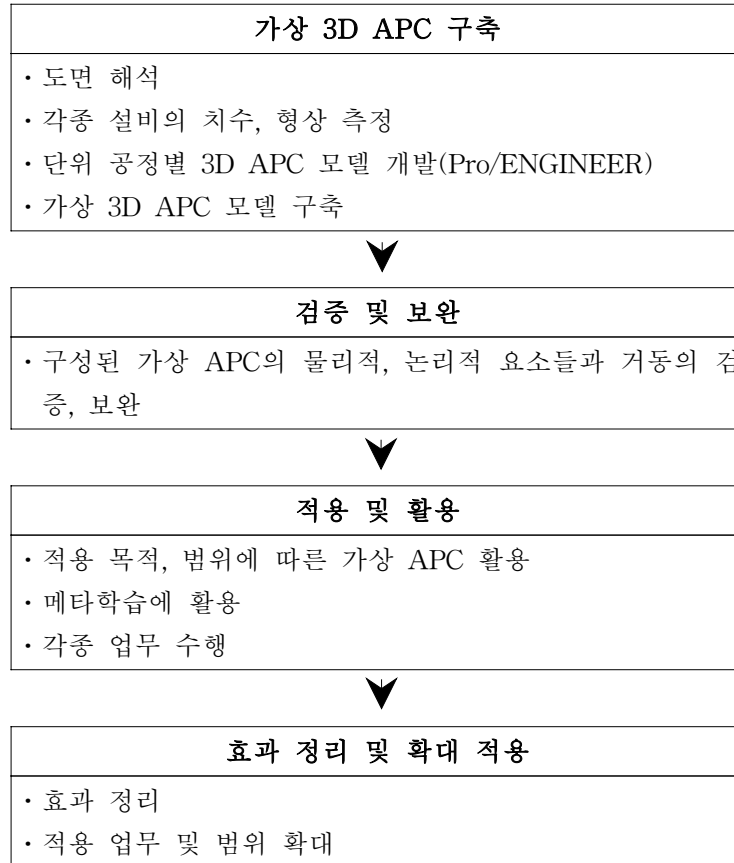 가상 3D APC 구축
· 도면 해석
· 각종 설비의 치수, 형상 측정
· 단위 공정별 3D APC 모델 개발(Pro/ENGINEER)
· 가상 3D APC 모델 구축
검증 및 보완
· 구성된 가상 APC의 물리적, 논리적 요소들과 거동의 검
증, 보완
적용 및 활용
· 적용 목적, 범위에 따른 가상 APC 활용
· 메타학습에 활용
· 각종 업무 수행
효과 정리 및 확대 적용
· 효과 정리
· 적용 업무 및 범위 확대